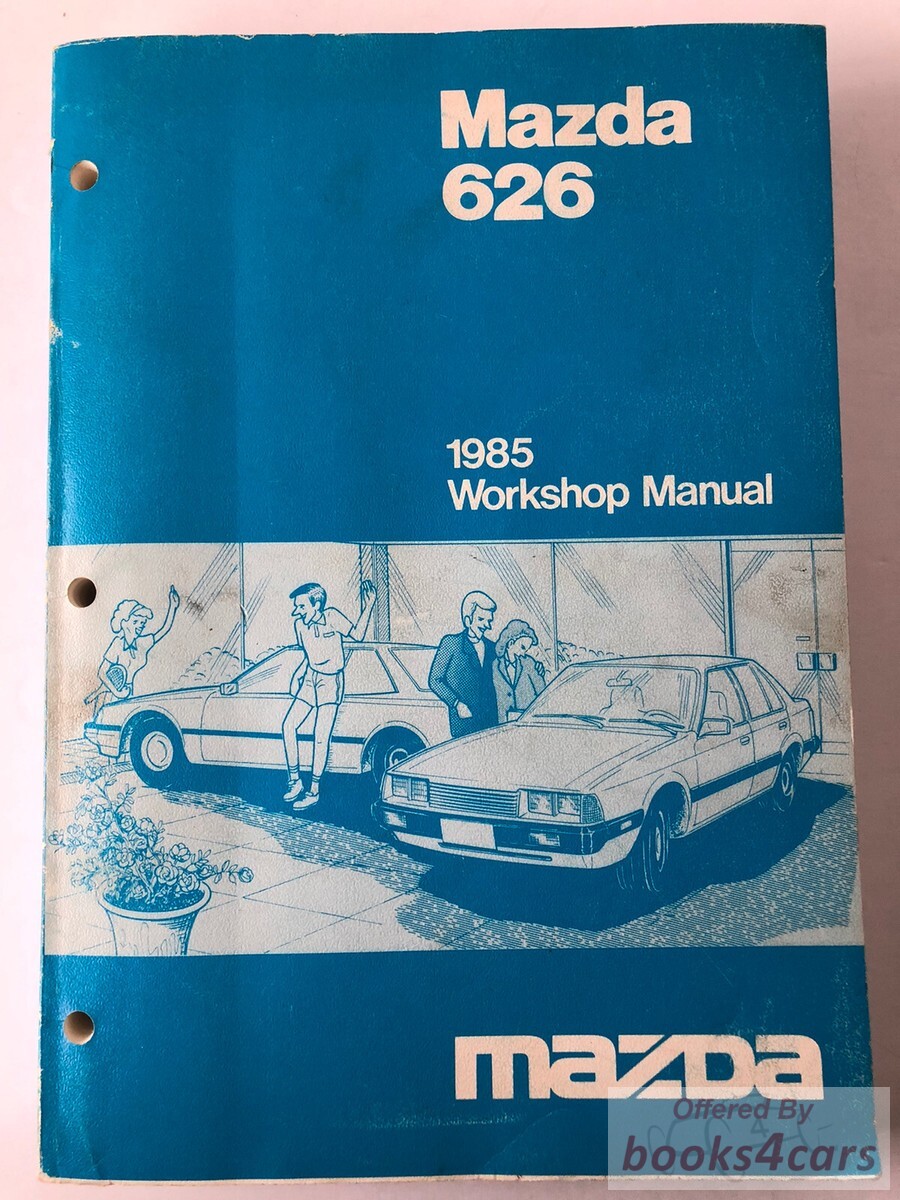 Mazda
626
1985
Workshop Manual
mazda
Offered By
books4cars